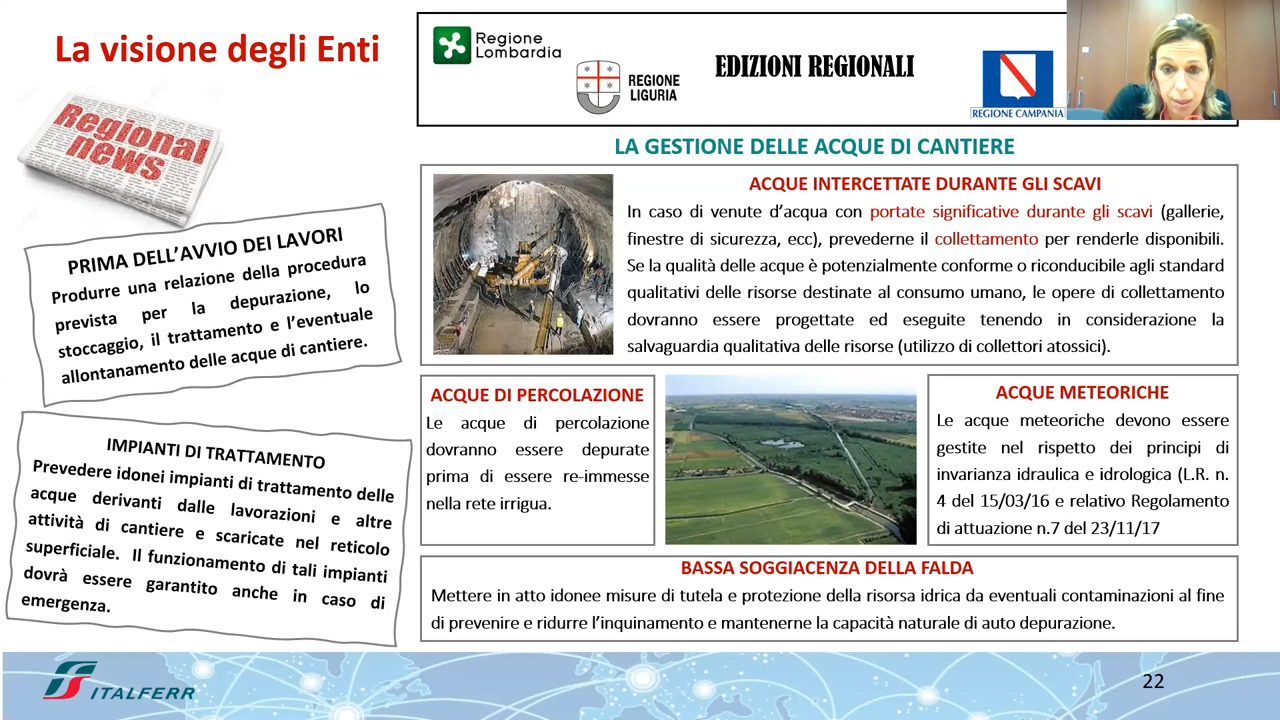 La visione degli Enti
Regional
news
PRIMA DELL'AVVIO DEI LAVORI
Produrre una relazione della procedura
prevista per la depurazione, lo
stoccaggio, il trattamento e l'eventuale
allontanamento delle acque di cantiere.
IMPIANTI DI TRATTAMENTO
Prevedere idonei impianti di trattamento delle
acque derivanti dalle lavorazioni e altre
attività di cantiere e scaricate nel reticolo
superficiale. Il funzionamento di tali impianti
dovrà essere garantito anche in caso di
emergenza.
Regione
Lombardia
REGIONE
LIGURIA
EDIZIONI REGIONALI
REGIONE CAMPANIA
LA GESTIONE DELLE ACQUE DI CANTIERE
ACQUE INTERCETTATE DURANTE GLI SCAVI
In caso di venute d'acqua con portate significative durante gli scavi (gallerie,
finestre di sicurezza, ecc), prevederne il collettamento per renderle disponibili.
Se la qualità delle acque è potenzialmente conforme o riconducibile agli standard
qualitativi delle risorse destinate al consumo umano, le opere di collettamento
dovranno essere progettate ed eseguite tenendo in considerazione la
salvaguardia qualitativa delle risorse (utilizzo di collettori atossici).
ACQUE DI PERCOLAZIONE
Le acque di percolazione
dovranno essere depurate
prima di essere re-immesse
nella rete irrigua.
ACQUE METEORICHE
Le acque meteoriche devono essere
gestite nel rispetto dei principi di
invarianza idraulica e idrologica (L.R. n.
4 del 15/03/16 e relativo Regolamento
di attuazione n.7 del 23/11/17
BASSA SOGGIACENZA DELLA FALDA
Mettere in atto idonee misure di tutela e protezione della risorsa idrica da eventuali contaminazioni al fine
di prevenire e ridurre l'inquinamento e mantenerne la capacità naturale di auto depurazione.
ITALFERR
22